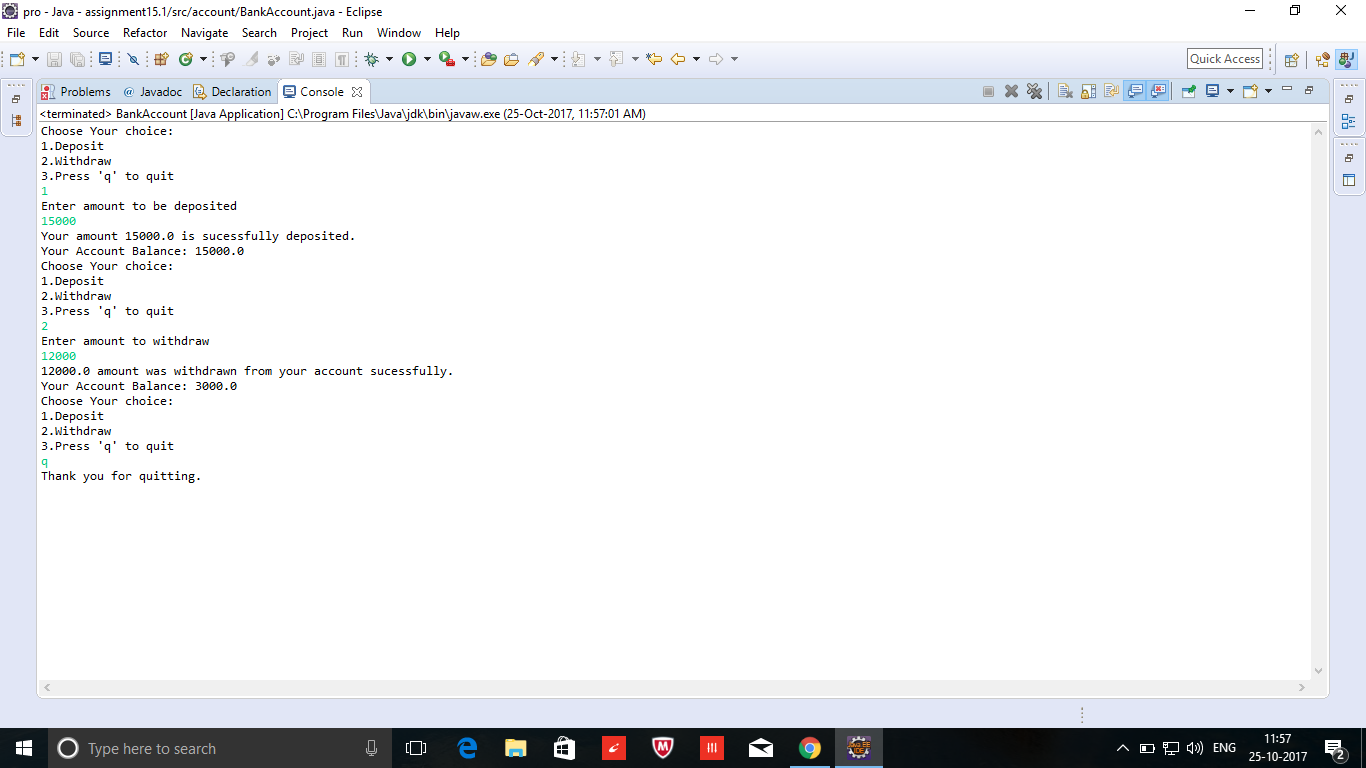 pro - Java - assignment15.1/src/account/BankAccount.java - Eclipse
File Edit Source Refactor Navigate Search Project Run Window Help
Quick Access
Problems @ Javadoc Declaration Console
<terminated> BankAccount [Java Application] C:\Program Files\Java\jdk\bin\javaw.exe (25-Oct-2017, 11:57:01 AM)
Choose Your choice:
1.Deposit
2.Withdraw
3.Press 'q' to quit
1
Enter amount to be deposited
15000
Your amount 15000.0 is sucessfully deposited.
Your Account Balance: 15000.0
Choose Your choice:
1.Deposit
2.Withdraw
3.Press 'q' to quit
2
Enter amount to withdraw
12000
12000.0 amount was withdrawn from your account sucessfully.
Your Account Balance: 3000.0
Choose Your choice:
1.Deposit
2.Withdraw
3.Press 'q' to quit
q
Thank you for quitting.
Type here to search
ENG
11:57
25-10-2017
2